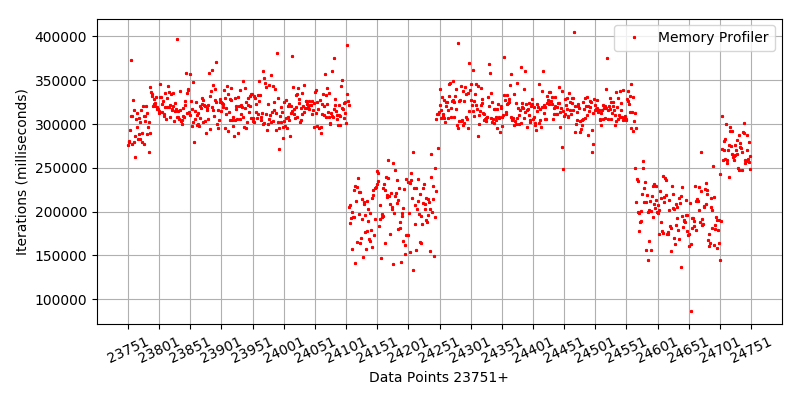 Memory Profiler
Iterations (milliseconds)
400000
350000
300000
250000
200000
150000
100000
23751 23801 23851 23901 23951 24001 24051 24101 24151 24201 24251 24301 24351 24401 24451 24501 24551 24601 24651 24701 24751
Data Points 23751+